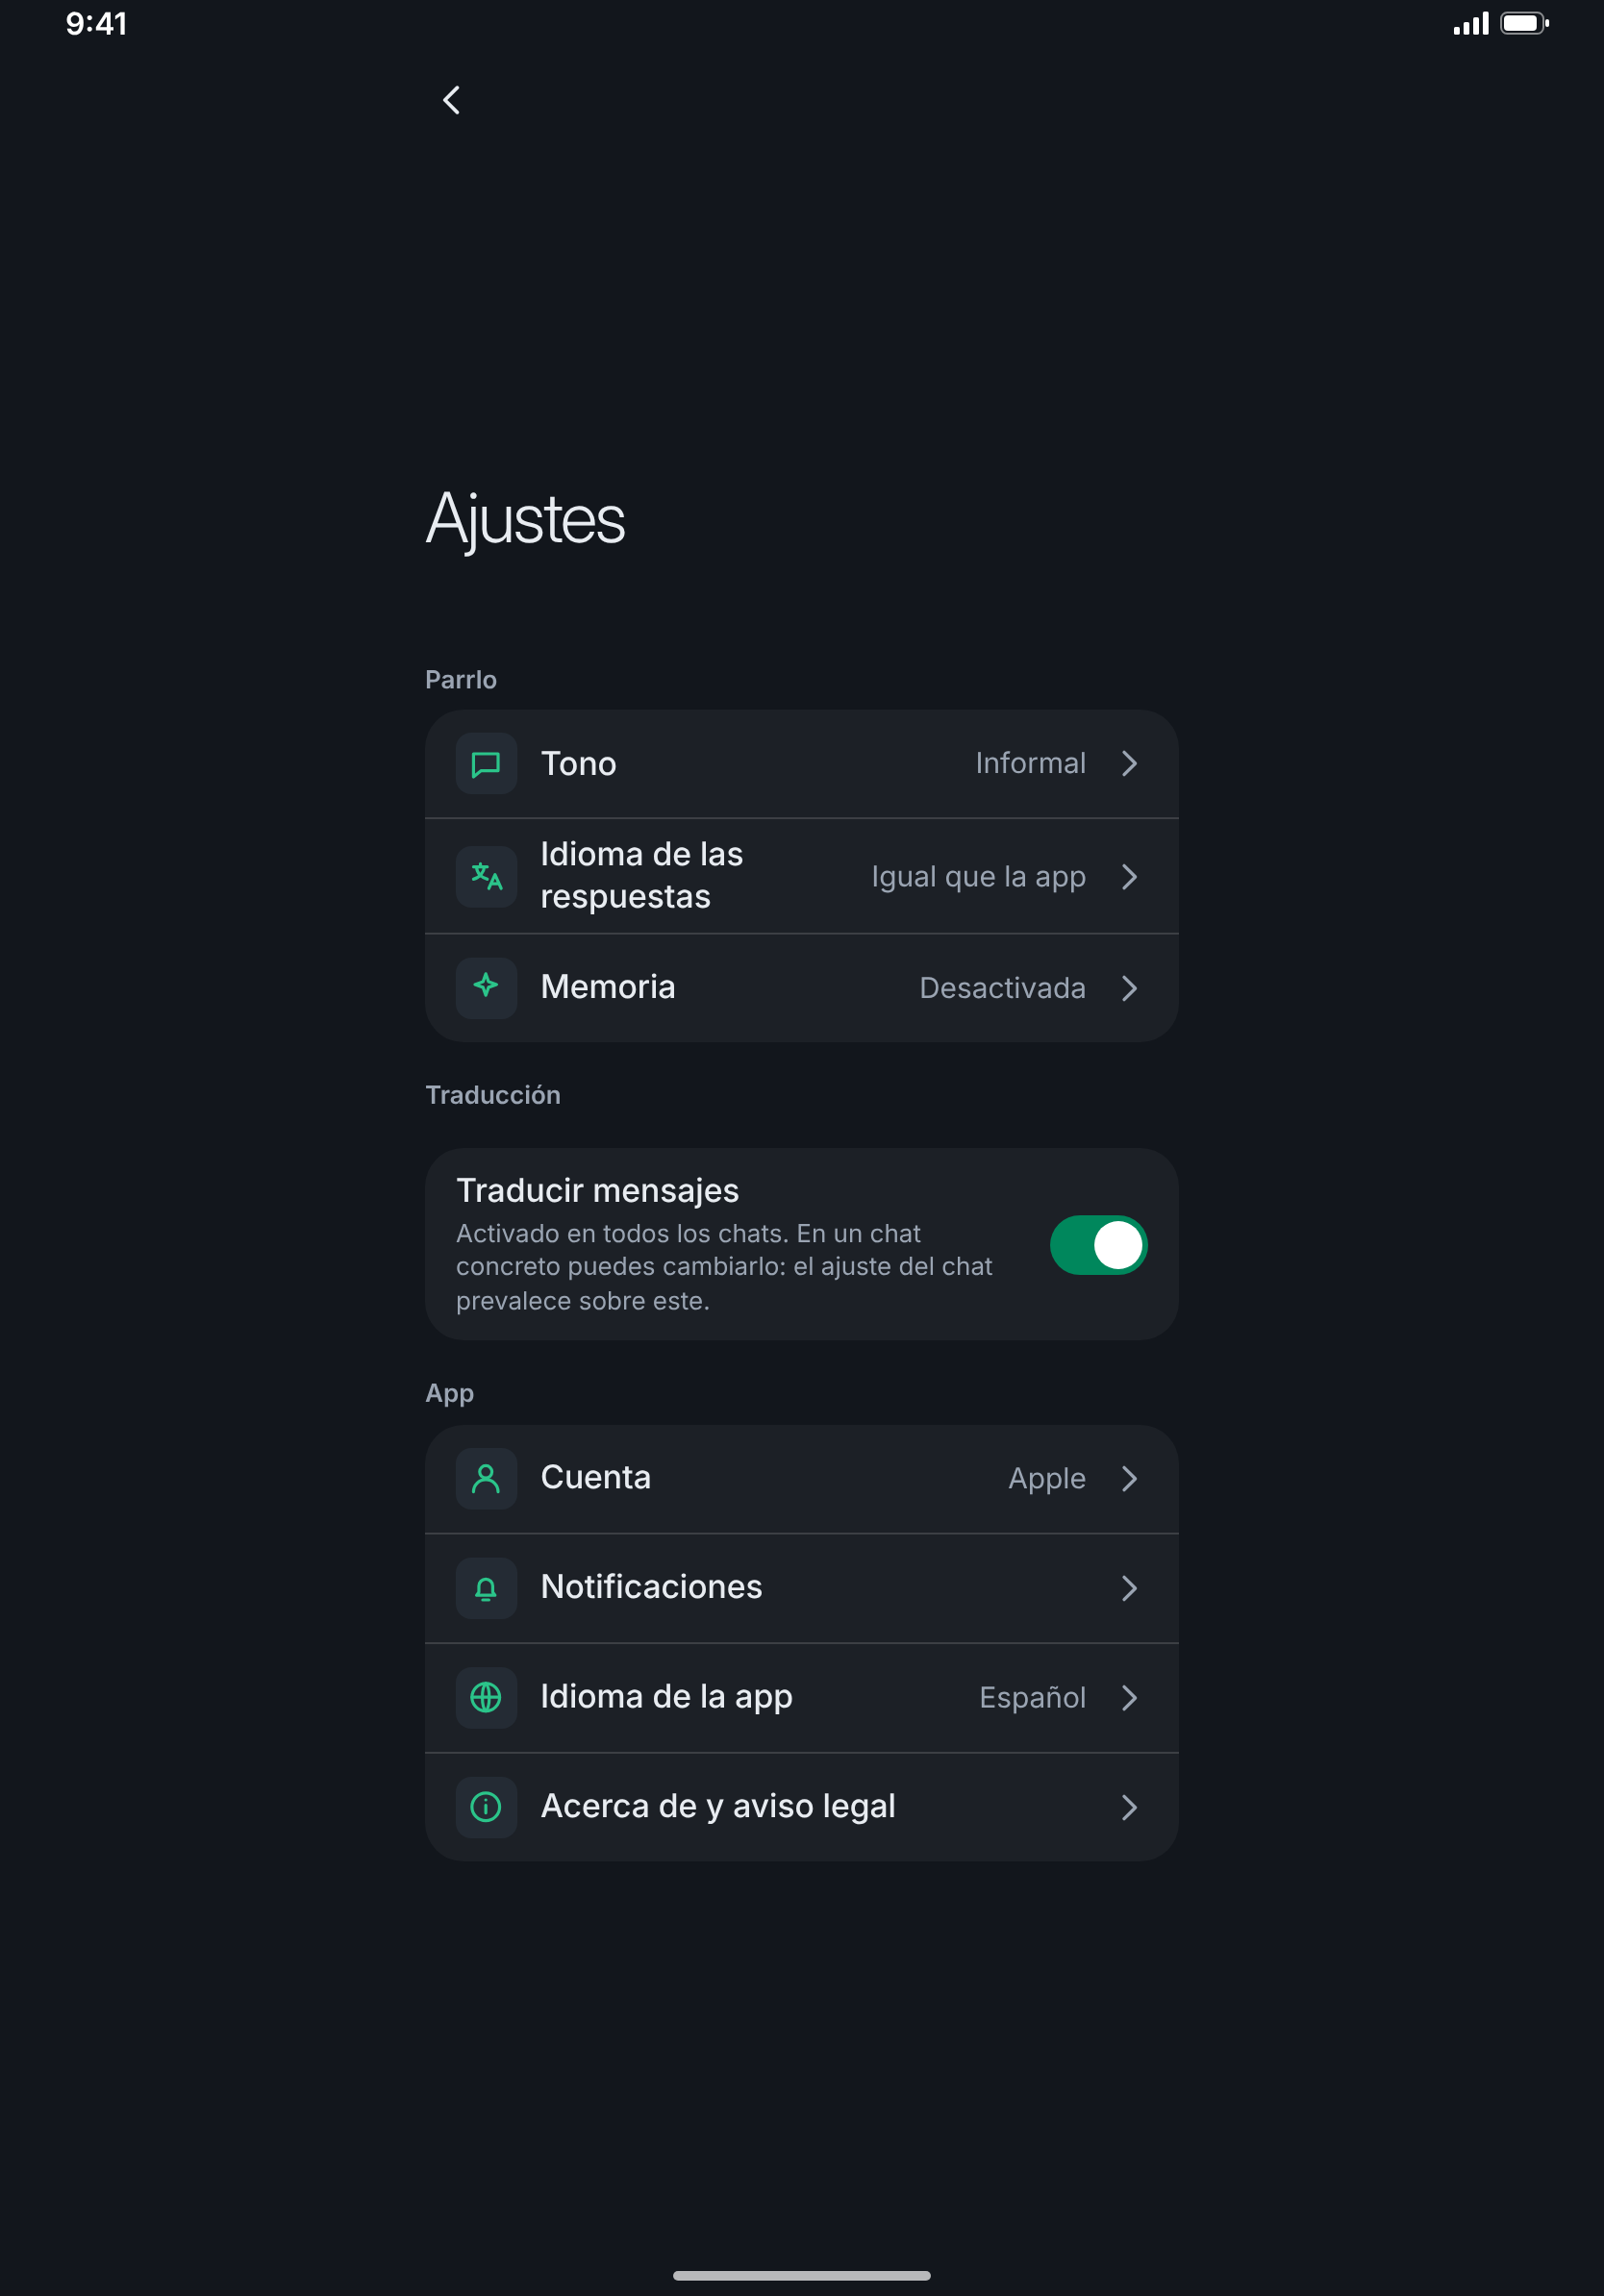 9:41
Ajustes
Parrlo
Tono
Informal
Idioma de las
respuestas
Igual que la app
Memoria
Desactivada
Traducción
Traducir mensajes
Activado en todos los chats. En un chat
concreto puedes cambiarlo: el ajuste del chat
prevalece sobre este.
App
Cuenta
Apple
Notificaciones
Idioma de la app
Español
Acerca de y aviso legal